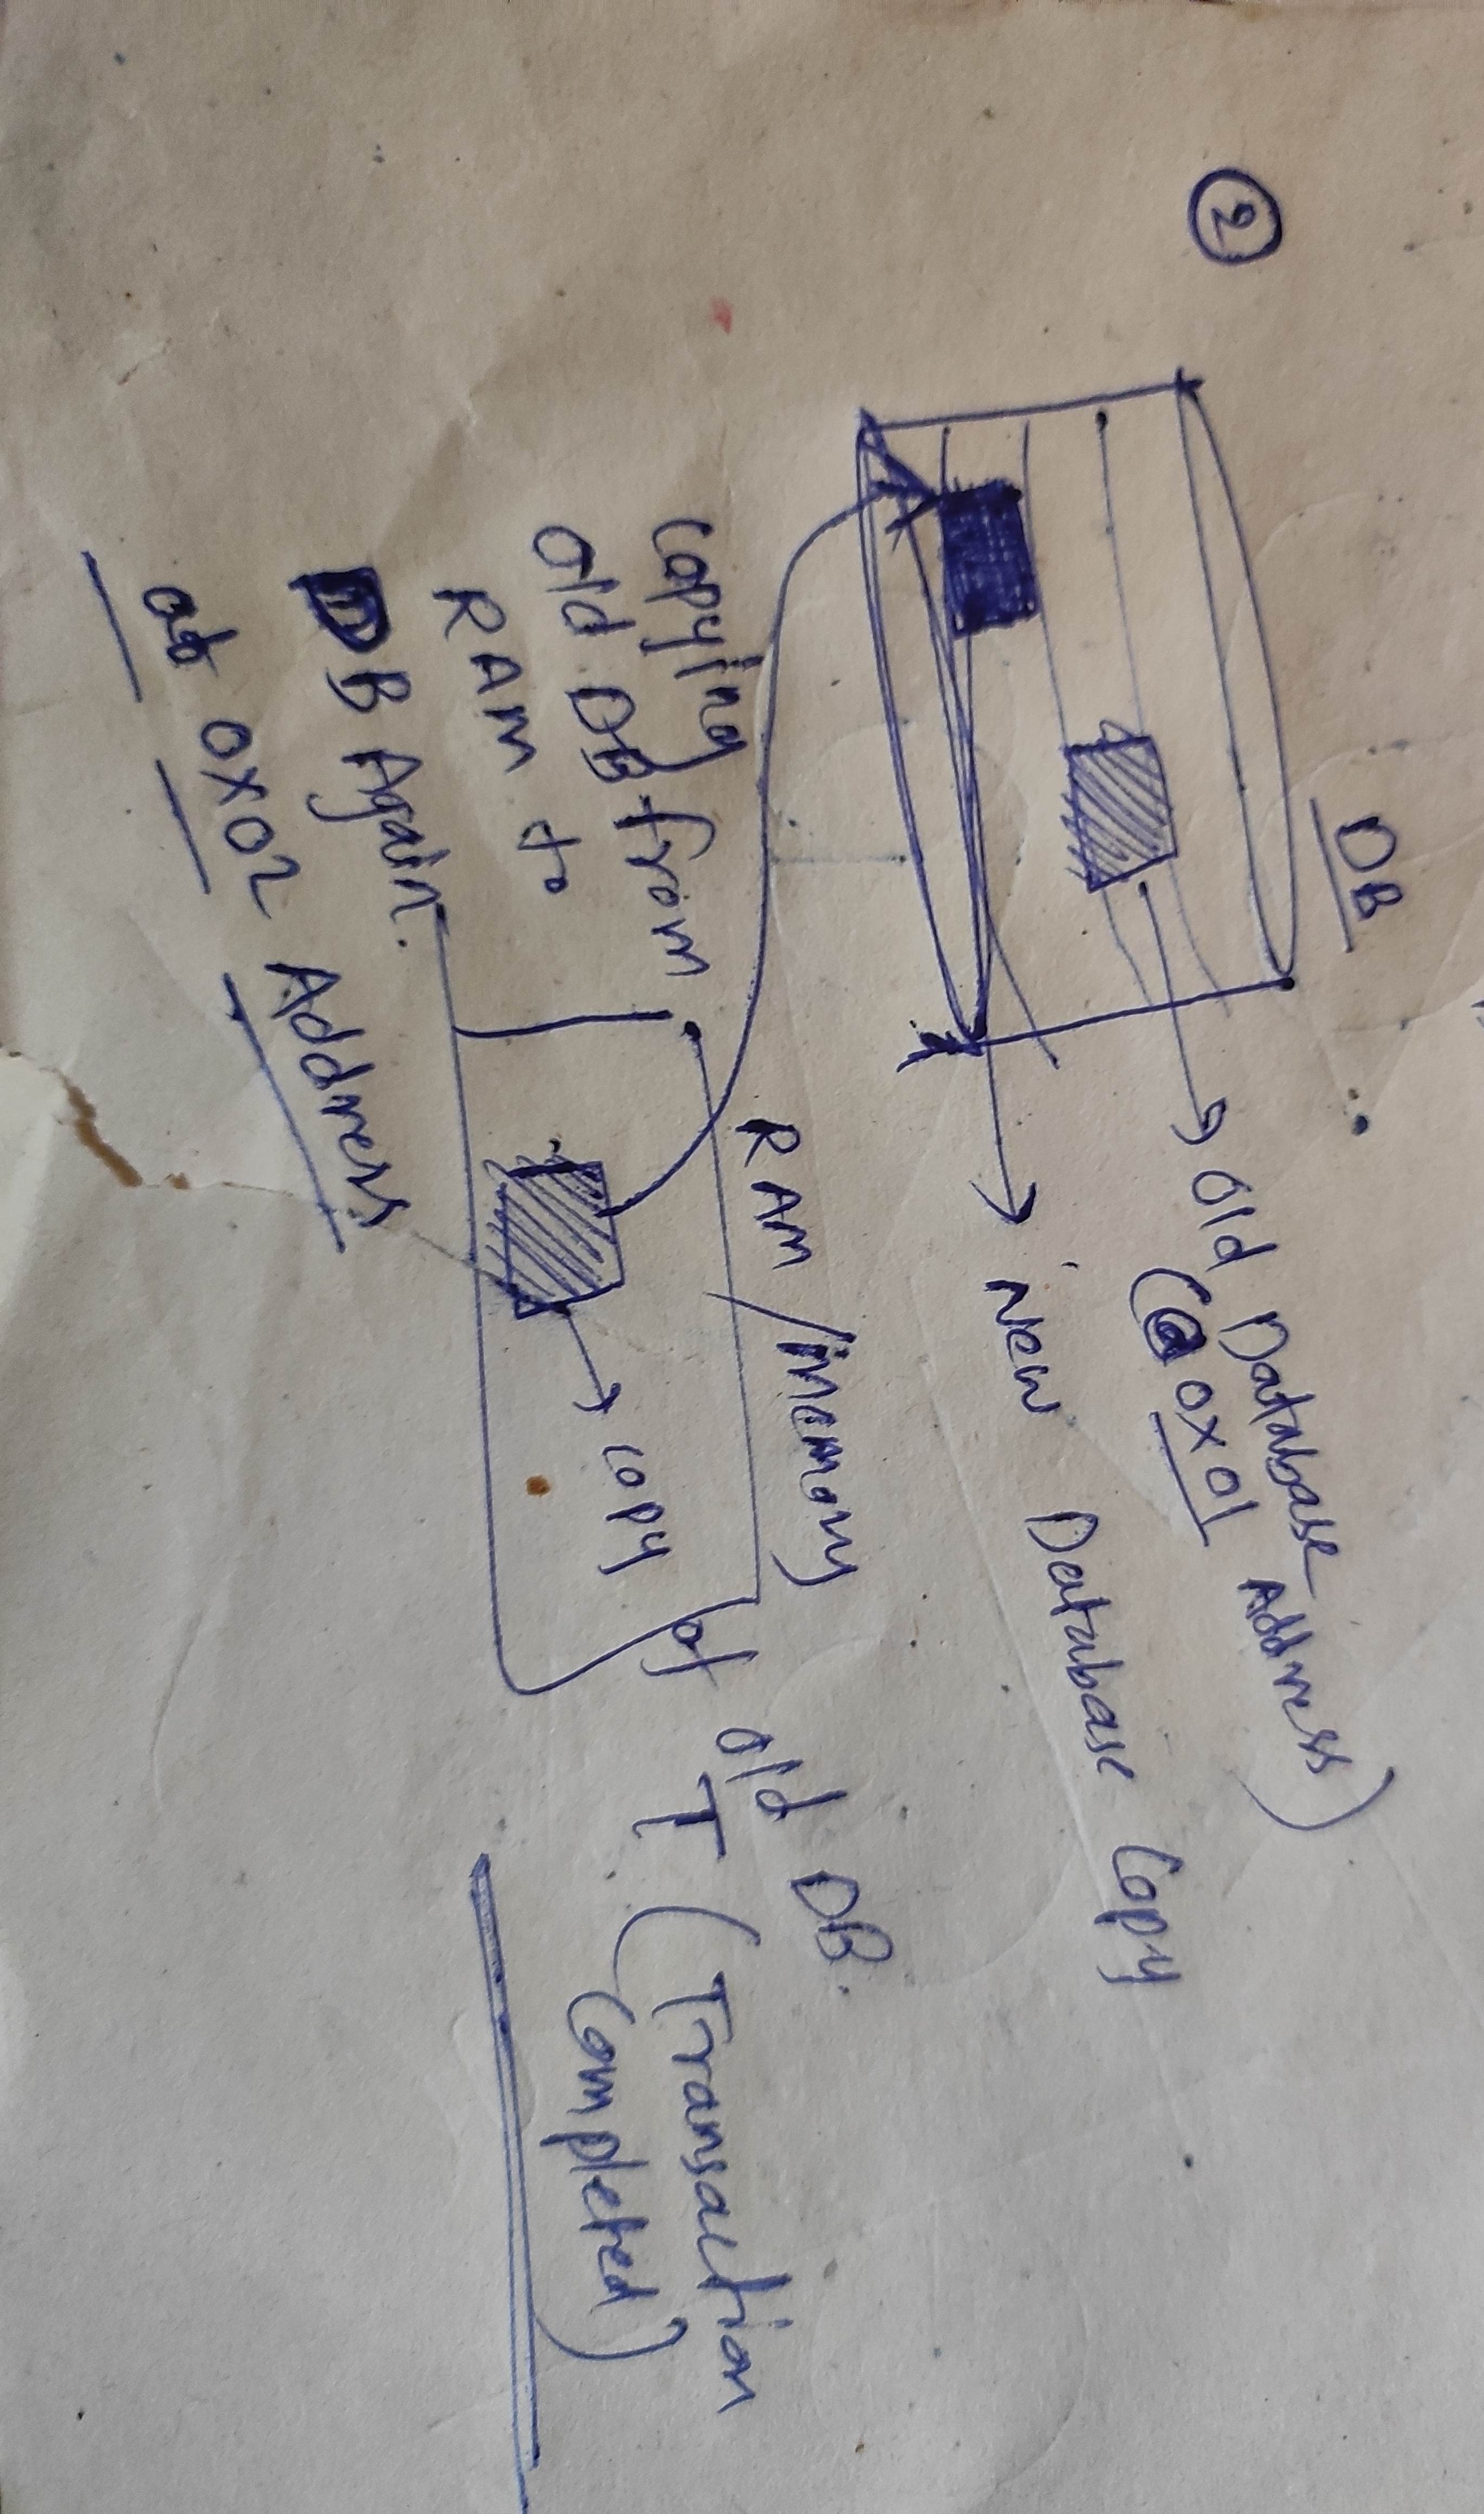 DB
②
Old Database
(@ 0x01 Address)
New Database Copy
RAM / Memory
copy of old DB.
T (Transaction
Completed)
Copying
old DB from
RAM to
DB Again.
at 0x02 Address